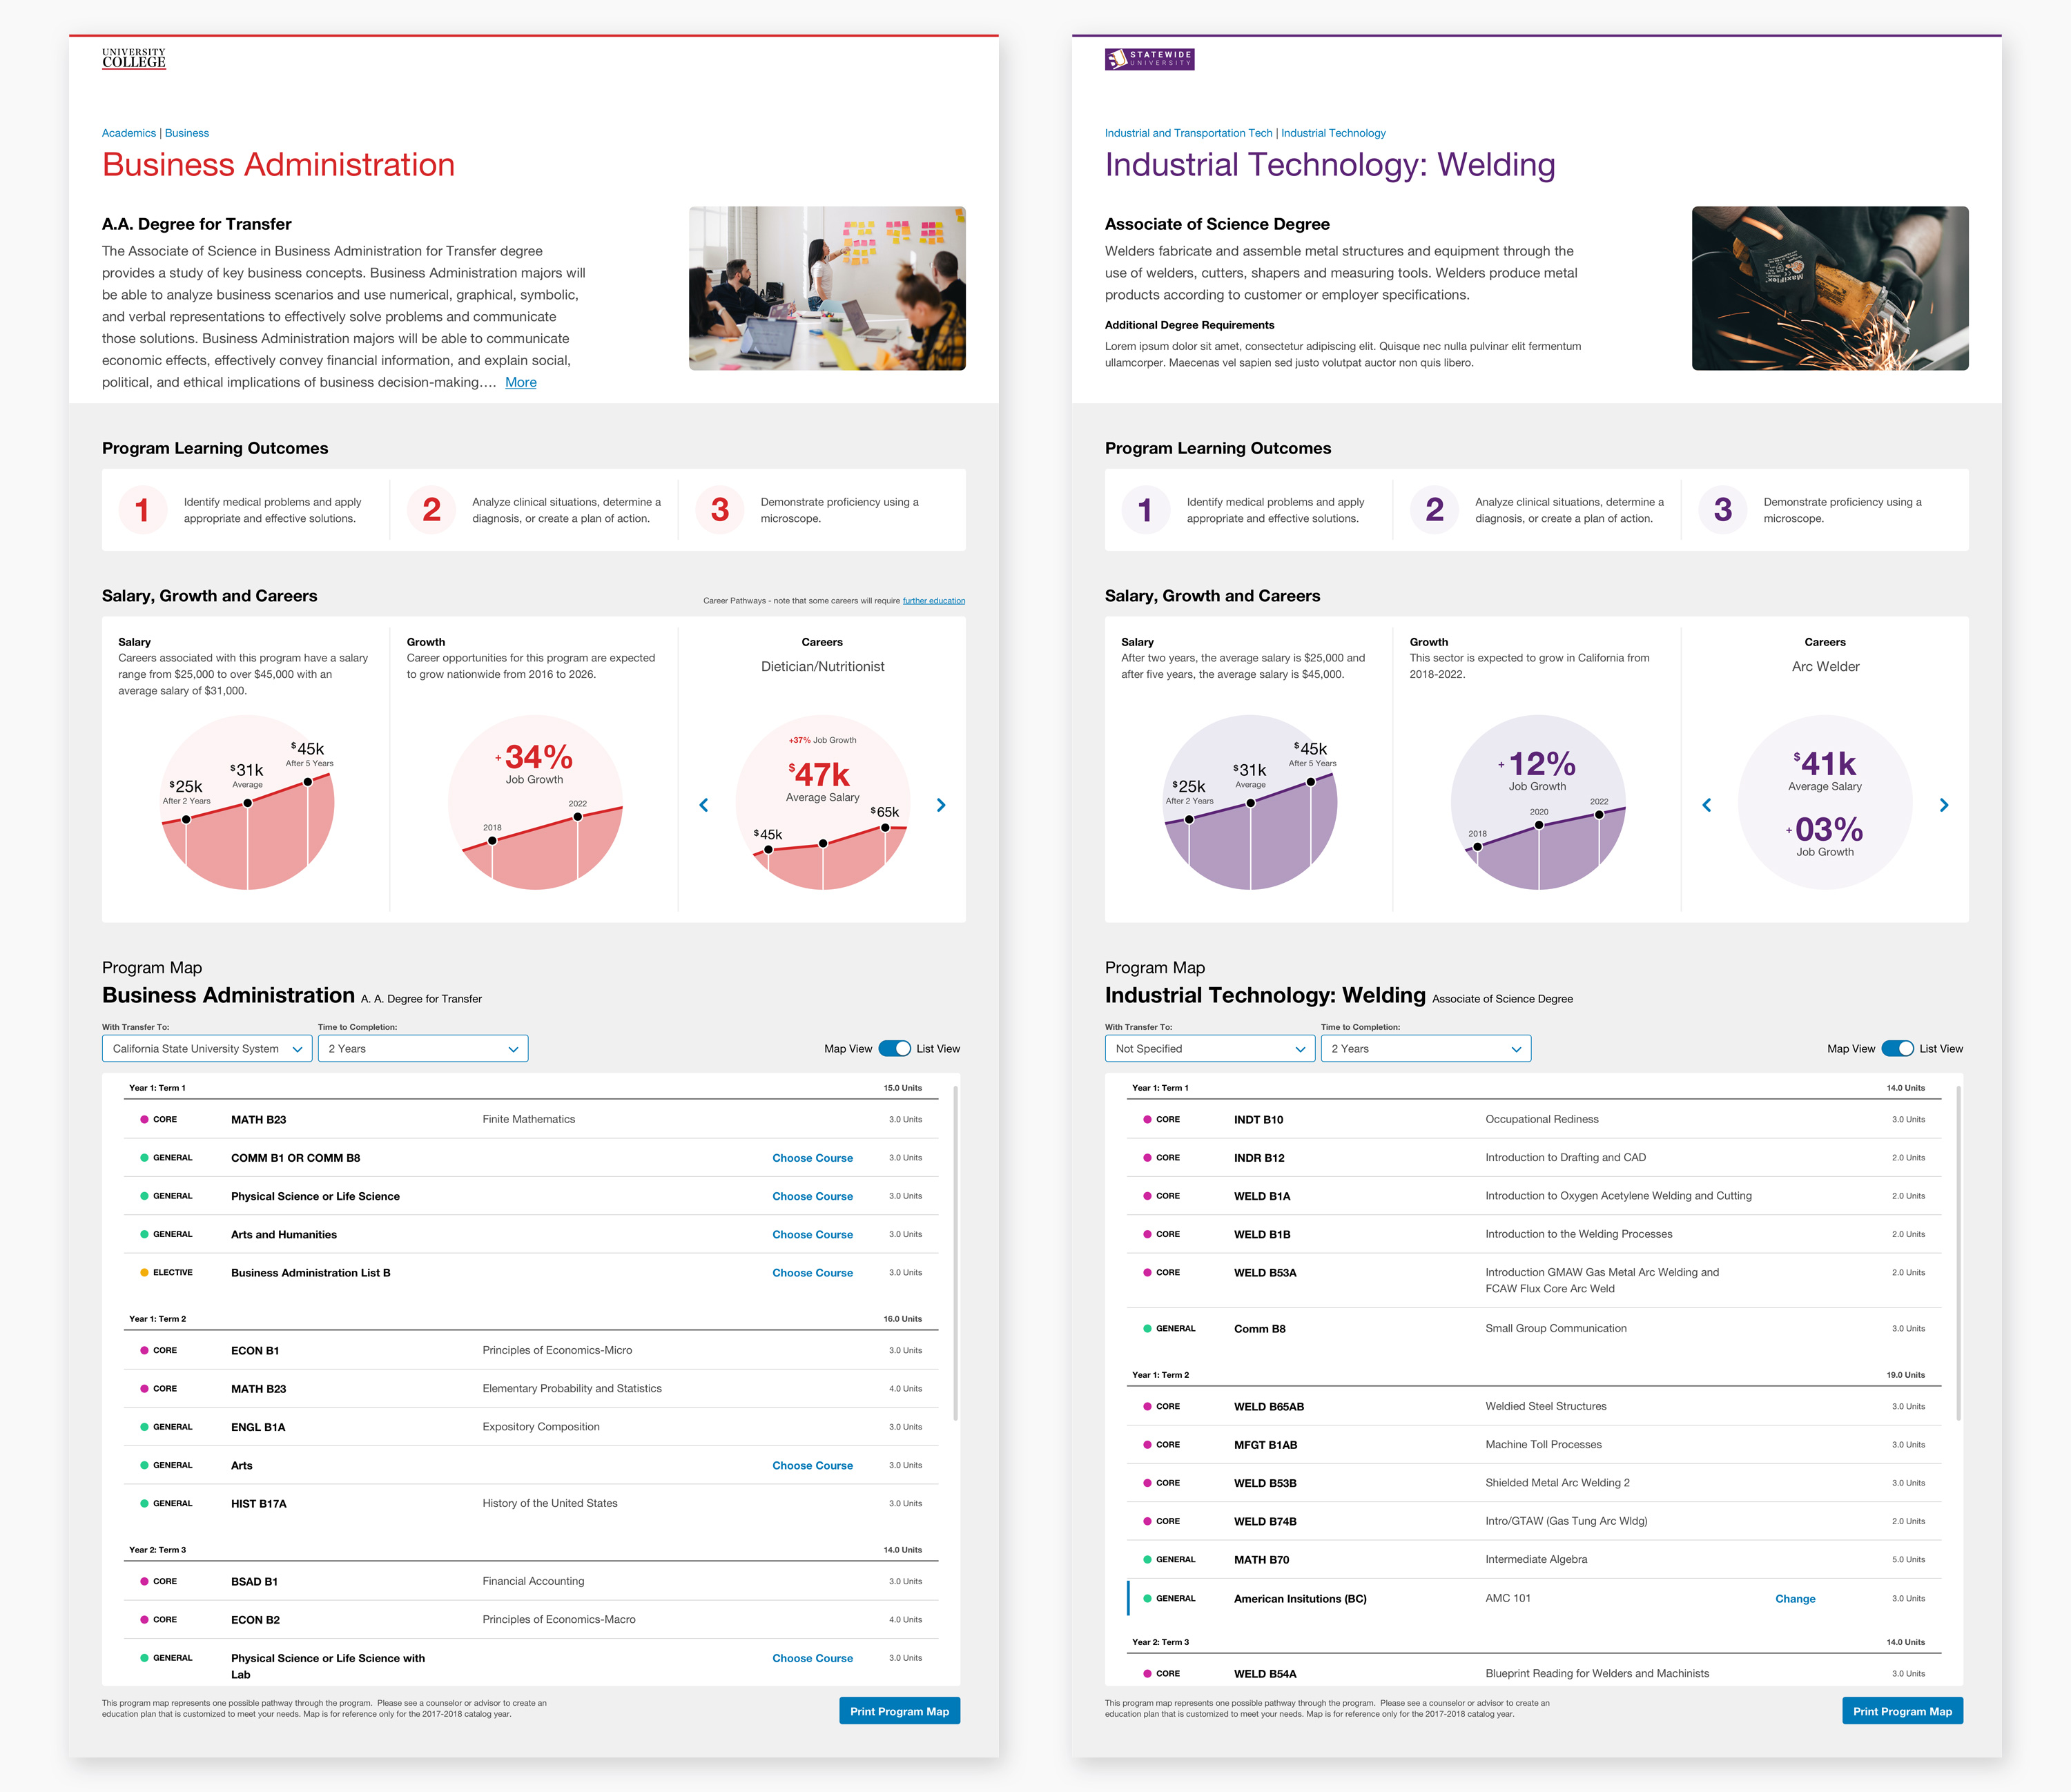 UNIVERSITY
COLLEGE
Academics | Business
Business Administration
A.A. Degree for Transfer
The Associate of Science in Business Administration for Transfer degree
provides a study of key business concepts. Business Administration majors will
be able to analyze business scenarios and use numerical, graphical, symbolic,
and verbal representations to effectively solve problems and communicate
those solutions. Business Administration majors will be able to communicate
economic effects, effectively convey financial information, and explain social,
political, and ethical implications of business decision-making.... More
Program Learning Outcomes
1
Identify medical problems and apply
appropriate and effective solutions.
2
Analyze clinical situations, determine a
diagnosis, or create a plan of action.
3
Demonstrate proficiency using a
microscope.
Salary, Growth and Careers
Career Pathways - note that some careers will require further education
Salary
Careers associated with this program have a salary
range from $25,000 to over $45,000 with an
average salary of $31,000.
$25k
After 2 Years
$31k
Average
$45k
After 5 Years
Growth
Career opportunities for this program are expected
to grow nationwide from 2016 to 2026.
+34%
Job Growth
2018
2022
Careers
Dietician/Nutritionist
+37% Job Growth
$47k
Average Salary
$45k
$65k
Program Map
Business Administration A. A. Degree for Transfer
With Transfer To:
California State University System
Time to Completion:
2 Years
Map View List View
Year 1: Term 1 15.0 Units
CORE MATH B23 Finite Mathematics 3.0 Units
GENERAL COMM B1 OR COMM B8 Choose Course 3.0 Units
GENERAL Physical Science or Life Science Choose Course 3.0 Units
GENERAL Arts and Humanities Choose Course 3.0 Units
ELECTIVE Business Administration List B Choose Course 3.0 Units
Year 1: Term 2 16.0 Units
CORE ECON B1 Principles of Economics-Micro 3.0 Units
CORE MATH B23 Elementary Probability and Statistics 4.0 Units
GENERAL ENGL B1A Expository Composition 3.0 Units
GENERAL Arts Choose Course 3.0 Units
GENERAL HIST B17A History of the United States 3.0 Units
Year 2: Term 3 14.0 Units
CORE BSAD B1 Financial Accounting 3.0 Units
CORE ECON B2 Principles of Economics-Macro 4.0 Units
GENERAL Physical Science or Life Science with Choose Course 3.0 Units
Lab
This program map represents one possible pathway through the program. Please see a counselor or advisor to create an
education plan that is customized to meet your needs. Map is for reference only for the 2017-2018 catalog year.
Print Program Map
STATEWIDE
UNIVERSITY
Industrial and Transportation Tech | Industrial Technology
Industrial Technology: Welding
Associate of Science Degree
Welders fabricate and assemble metal structures and equipment through the
use of welders, cutters, shapers and measuring tools. Welders produce metal
products according to customer or employer specifications.
Additional Degree Requirements
Lorem ipsum dolor sit amet, consectetur adipiscing elit. Quisque nec nulla pulvinar elit fermentum
ullamcorper. Maecenas vel sapien sed justo volutpat auctor non quis libero.
MaxiFlex
Program Learning Outcomes
1
Identify medical problems and apply
appropriate and effective solutions.
2
Analyze clinical situations, determine a
diagnosis, or create a plan of action.
3
Demonstrate proficiency using a
microscope.
Salary, Growth and Careers
Salary
After two years, the average salary is $25,000 and
after five years, the average salary is $45,000.
$25k
After 2 Years
$31k
Average
$45k
After 5 Years
Growth
This sector is expected to grow in California from
2018-2022.
+12%
Job Growth
2018
2020
2022
Careers
Arc Welder
$41k
Average Salary
+03%
Job Growth
Program Map
Industrial Technology: Welding Associate of Science Degree
With Transfer To:
Not Specified
Time to Completion:
2 Years
Map View List View
Year 1: Term 1 14.0 Units
CORE INDT B10 Occupational Rediness 3.0 Units
CORE INDR B12 Introduction to Drafting and CAD 2.0 Units
CORE WELD B1A Introduction to Oxygen Acetylene Welding and Cutting 2.0 Units
CORE WELD B1B Introduction to the Welding Processes 2.0 Units
CORE WELD B53A Introduction GMAW Gas Metal Arc Welding and 2.0 Units
FCAW Flux Core Arc Weld
GENERAL Comm B8 Small Group Communication 3.0 Units
Year 1: Term 2 19.0 Units
CORE WELD B65AB Weldied Steel Structures 3.0 Units
CORE MFGT B1AB Machine Toll Processes 3.0 Units
CORE WELD B53B Shielded Metal Arc Welding 2 3.0 Units
CORE WELD B74B Intro/GTAW (Gas Tung Arc Wldg) 2.0 Units
GENERAL MATH B70 Intermediate Algebra 5.0 Units
GENERAL American Insitutions (BC) AMC 101 Change 3.0 Units
Year 2: Term 3 14.0 Units
CORE WELD B54A Blueprint Reading for Welders and Machinists 3.0 Units
This program map represents one possible pathway through the program. Please see a counselor or advisor to create an
education plan that is customized to meet your needs. Map is for reference only for the 2017-2018 catalog year.
Print Program Map